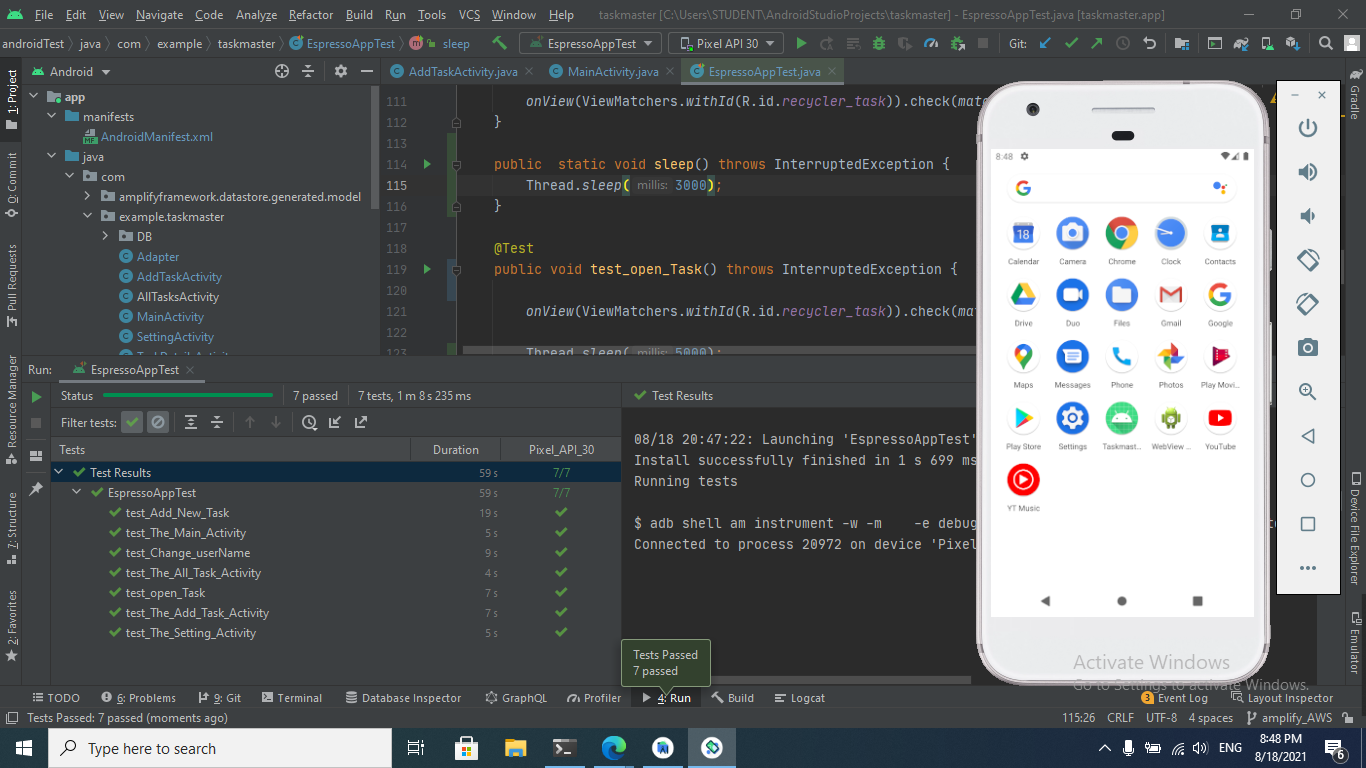 File Edit View Navigate Code Analyze Refactor Build Run Tools VCS Window Help taskmaster [C:\Users\STUDENT\AndroidStudioProjects\taskmaster] - EspressoAppTest.java [taskmaster.app]
androidTest java com example taskmaster EspressoAppTest sleep EspressoAppTest Pixel API 30 Git:
Android AddTaskActivity.java MainActivity.java EspressoAppTest.java
1: Project
0: Commit
Pull Requests
Resource Manager
7: Structure
2: Favorites
app
manifests
AndroidManifest.xml
java
com
amplifyframework.datastore.generated.model
example.taskmaster
DB
Adapter
AddTaskActivity
AllTasksActivity
MainActivity
SettingActivity
111 onView(ViewMatchers.withId(R.id.recycler_task)).check(mat
112 }
113
114 public static void sleep() throws InterruptedException {
115 Thread.sleep( millis: 3000);
116 }
117
118 @Test
119 public void test_open_Task() throws InterruptedException {
120
121 onView(ViewMatchers.withId(R.id.recycler_task)).check(mat
122
123 Thread.sleep( millis: 5000);
8:48
Calendar Camera Chrome Clock Contacts
Drive Duo Files Gmail Google
Maps Messages Phone Photos Play Movi...
Play Store Settings Taskmast... WebView ... YouTube
YT Music
Gradle
Device File Explorer
Emulator
Run: EspressoAppTest
Status 7 passed 7 tests, 1 m 8 s 235 ms
Filter tests:
Tests Duration Pixel_API_30
Test Results 59 s 7/7
EspressoAppTest 59 s 7/7
test_Add_New_Task 19 s
test_The_Main_Activity 5 s
test_Change_userName 9 s
test_The_All_Task_Activity 4 s
test_open_Task 7 s
test_The_Add_Task_Activity 7 s
test_The_Setting_Activity 5 s
Test Results
08/18 20:47:22: Launching 'EspressoAppTest'
Install successfully finished in 1 s 699 ms
Running tests
$ adb shell am instrument -w -m -e debug
Connected to process 20972 on device 'Pixel
Tests Passed
7 passed
Activate Windows
Go to Settings to activate Windows.
TODO 6: Problems 9: Git Terminal Database Inspector GraphQL Profiler 4: Run Build Logcat 3 Event Log Layout Inspector
Tests Passed: 7 passed (moments ago) 115:26 CRLF UTF-8 4 spaces amplify_AWS
Type here to search ENG 8:48 PM
8/18/2021 6